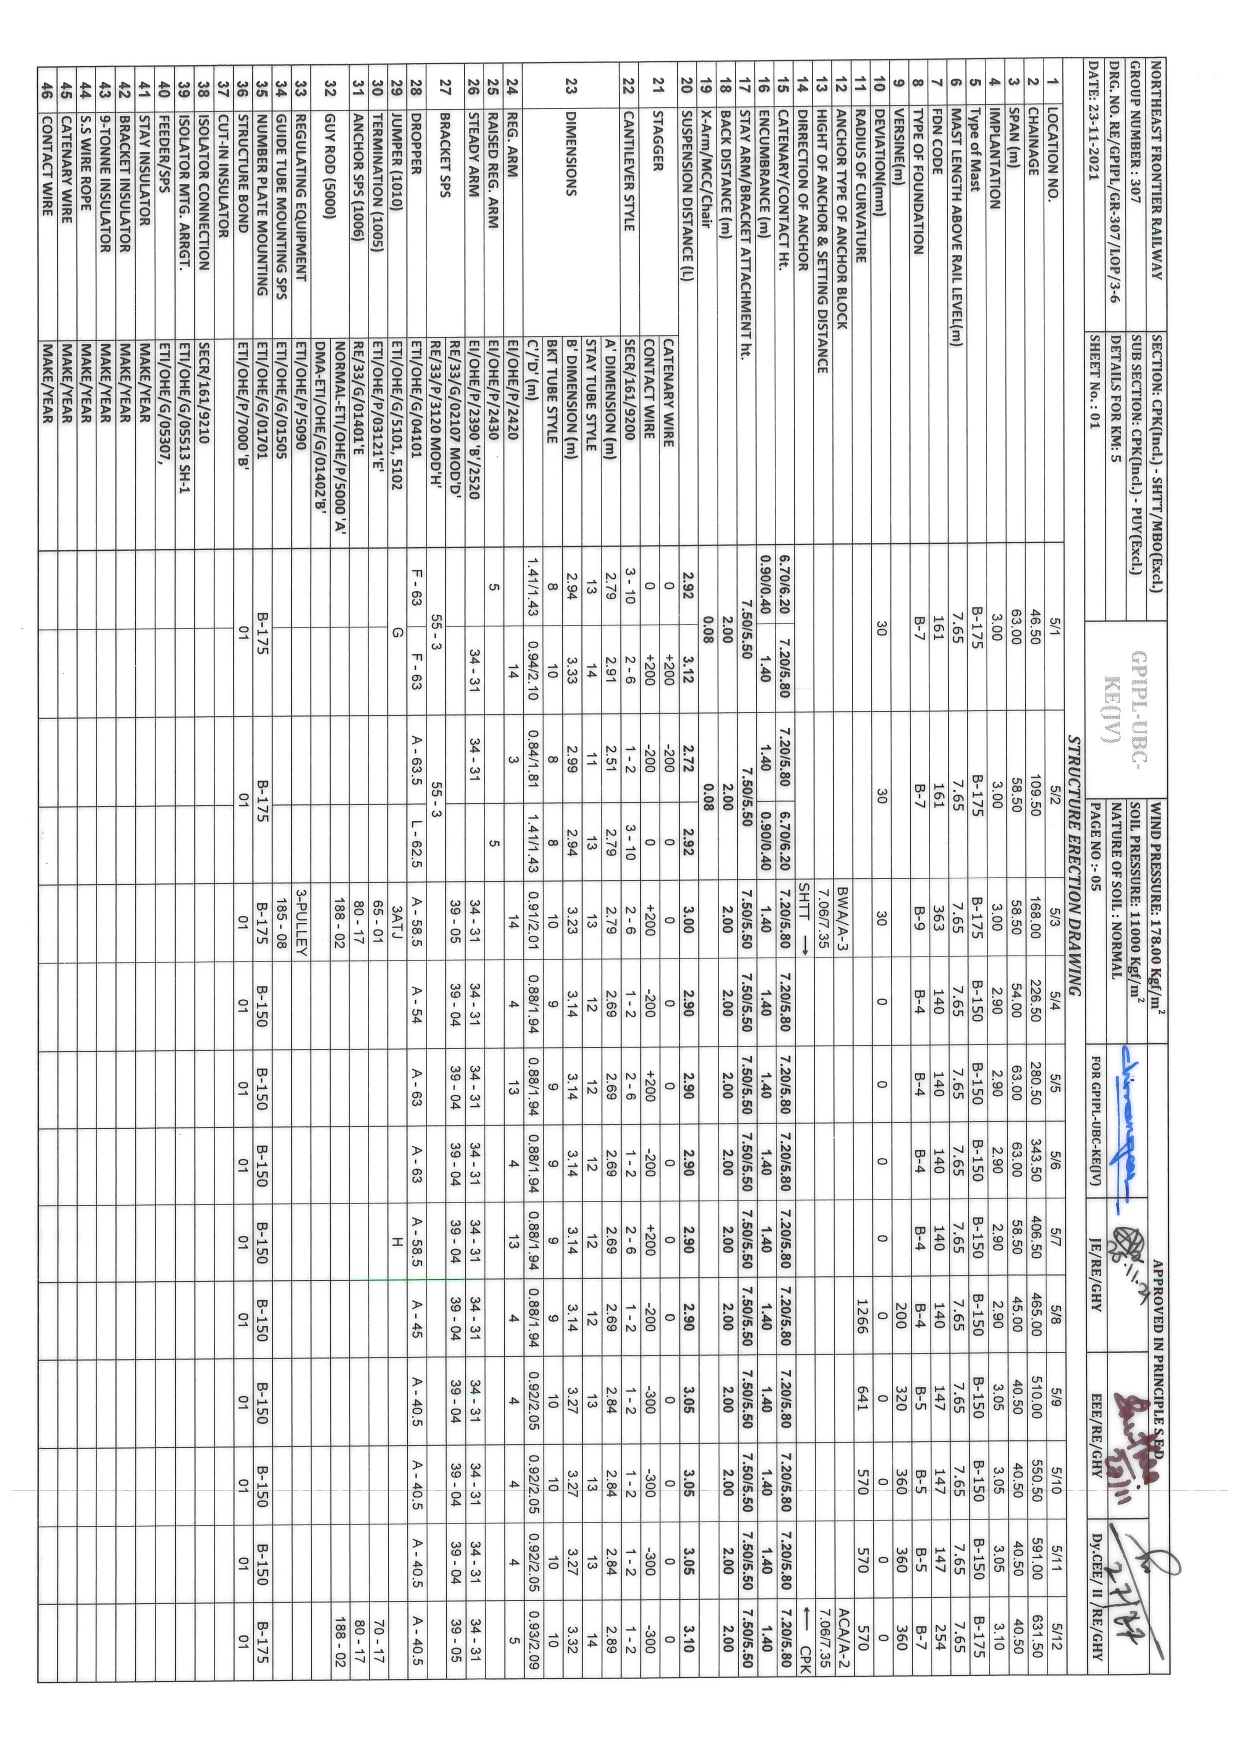 NORTHEAST FRONTIER RAILWAY SECTION: CPK(Incl.) - SHTT/MBO(Excl.) GPIPL-UBC-KE(JV) WIND PRESSURE: 178.00 Kgf/m² APPROVED IN PRINCIPLE S.E.D
GROUP NUMBER : 307 SUB SECTION: CPK(Incl.) - PUY(Excl.) SOIL PRESSURE: 11000 Kgf/m²
DRG. NO. RE/GPIPL/GR-307/LOP/3-6 DETAILS FOR KM: 5 NATURE OF SOIL : NORMAL
DATE: 23-11-2021 SHEET No. : 01 PAGE NO :- 05 FOR GPIPL-UBC-KE(JV) JE/RE/GHY EEE/RE/GHY Dy.CEE/ II /RE/GHY
STRUCTURE ERECTION DRAWING
1 LOCATION NO. 5/1 5/2 5/3 5/4 5/5 5/6 5/7 5/8 5/9 5/10 5/11 5/12
2 CHAINAGE 46.50 109.50 168.00 226.50 280.50 343.50 406.50 465.00 510.00 550.50 591.00 631.50
3 SPAN (m) 63.00 58.50 58.50 54.00 63.00 63.00 58.50 45.00 40.50 40.50 40.50 40.50
4 IMPLANTATION 3.00 3.00 3.00 2.90 2.90 2.90 2.90 2.90 3.05 3.05 3.05 3.10
5 Type of Mast B-175 B-175 B-175 B-150 B-150 B-150 B-150 B-150 B-150 B-150 B-150 B-175
6 MAST LENGTH ABOVE RAIL LEVEL(m) 7.65 7.65 7.65 7.65 7.65 7.65 7.65 7.65 7.65 7.65 7.65 7.65
7 FDN CODE 161 161 363 140 140 140 140 140 147 147 147 254
8 TYPE OF FOUNDATION B-7 B-7 B-9 B-4 B-4 B-4 B-4 B-4 B-5 B-5 B-5 B-7
9 VERSINE(m) 200 320 360 360 360
10 DEVIATION(mm) 30 30 30 0 0 0 0 0 0 0 0 0
11 RADIUS OF CURVATURE 1266 641 570 570 570
12 ANCHOR TYPE OF ANCHOR BLOCK BWA/A-3 ACA/A-2
13 HIGHT OF ANCHOR & SETTING DISTANCE 7.06/7.35 7.06/7.35
14 DIRRECTION OF ANCHOR SHTT → ← CPK
15 CATENARY/CONTACT Ht. 6.70/6.20 7.20/5.80 7.20/5.80 6.70/6.20 7.20/5.80 7.20/5.80 7.20/5.80 7.20/5.80 7.20/5.80 7.20/5.80 7.20/5.80 7.20/5.80 7.20/5.80 7.20/5.80
16 ENCUMBRANCE (m) 0.90/0.40 1.40 1.40 0.90/0.40 1.40 1.40 1.40 1.40 1.40 1.40 1.40 1.40 1.40 1.40
17 STAY ARM/BRACKET ATTACHMENT ht. 7.50/5.50 7.50/5.50 7.50/5.50 7.50/5.50 7.50/5.50 7.50/5.50 7.50/5.50 7.50/5.50 7.50/5.50 7.50/5.50 7.50/5.50 7.50/5.50
18 BACK DISTANCE (m) 2.00 2.00 2.00 2.00 2.00 2.00 2.00 2.00 2.00 2.00 2.00 2.00
19 X-Arm/MCC/Chair 0.08 0.08
20 SUSPENSION DISTANCE (L) 2.92 3.12 2.72 2.92 3.00 2.90 2.90 2.90 2.90 2.90 3.05 3.05 3.05 3.10
21 STAGGER CATENARY WIRE 0 +200 -200 0 0 0 0 0 0 0 0 0 0 0
CONTACT WIRE 0 +200 -200 0 +200 -200 +200 -200 +200 -200 -300 -300 -300 -300
22 CANTILEVER STYLE SECR/161/9200 3 - 10 2 - 6 1 - 2 3 - 10 2 - 6 1 - 2 2 - 6 1 - 2 2 - 6 1 - 2 1 - 2 1 - 2 1 - 2 1 - 2
23 DIMENSIONS A' DIMENSION (m) 2.79 2.91 2.51 2.79 2.79 2.69 2.69 2.69 2.69 2.69 2.84 2.84 2.84 2.89
STAY TUBE STYLE 13 14 11 13 13 12 12 12 12 12 13 13 13 14
B' DIMENSION (m) 2.94 3.33 2.99 2.94 3.23 3.14 3.14 3.14 3.14 3.14 3.27 3.27 3.27 3.32
BKT TUBE STYLE 8 10 8 8 10 9 9 9 9 9 10 10 10 10
C'/'D' (m) 1.41/1.43 0.94/2.10 0.84/1.81 1.41/1.43 0.91/2.01 0.88/1.94 0.88/1.94 0.88/1.94 0.88/1.94 0.88/1.94 0.92/2.05 0.92/2.05 0.92/2.05 0.93/2.09
24 REG. ARM EI/OHE/P/2420 14 3 14 4 13 4 13 4 4 4 4 5
25 RAISED REG. ARM EI/OHE/P/2430 5 5
26 STEADY ARM EI/OHE/P/2390 'B'/2520 34 - 31 34 - 31 34 - 31 34 - 31 34 - 31 34 - 31 34 - 31 34 - 31 34 - 31 34 - 31 34 - 31 34 - 31
27 BRACKET SPS RE/33/G/02107 MOD'D' 39 - 05 39 - 04 39 - 04 39 - 04 39 - 04 39 - 04 39 - 04 39 - 04 39 - 04 39 - 05
RE/33/P/3120 MOD'H' 55 - 3 55 - 3
28 DROPPER ETI/OHE/G/04101 F - 63 F - 63 A - 63.5 L - 62.5 A - 58.5 A - 54 A - 63 A - 63 A - 58.5 A - 45 A - 40.5 A - 40.5 A - 40.5 A - 40.5
29 JUMPER (1010) ETI/OHE/G/5101, 5102 G 3ATJ H
30 TERMINATION (1005) ETI/OHE/P/03121'E' 65 - 01 70 - 17
31 ANCHOR SPS (1006) RE/33/G/01401'E 80 - 17 80 - 17
32 GUY ROD (5000) NORMAL-ETI/OHE/P/5000 'A' 188 - 02 188 - 02
DMA-ETI/OHE/G/01402'B'
33 REGULATING EQUIPMENT ETI/OHE/P/5090 3-PULLEY
34 GUIDE TUBE MOUNTING SPS ETI/OHE/G/01505 185 - 08
35 NUMBER PLATE MOUNTING ETI/OHE/G/01701 B-175 B-175 B-175 B-150 B-150 B-150 B-150 B-150 B-150 B-150 B-150 B-175
36 STRUCTURE BOND ETI/OHE/P/7000 'B' 01 01 01 01 01 01 01 01 01 01 01 01
37 CUT-IN INSULATOR
38 ISOLATOR CONNECTION SECR/161/9210
39 ISOLATOR MTG. ARRGT. ETI/OHE/G/05513 SH-1
40 FEEDER/SPS ETI/OHE/G/05307,
41 STAY INSULATOR MAKE/YEAR
42 BRACKET INSULATOR MAKE/YEAR
43 9-TONNE INSULATOR MAKE/YEAR
44 S.S WIRE ROPE MAKE/YEAR
45 CATENARY WIRE MAKE/YEAR
46 CONTACT WIRE MAKE/YEAR